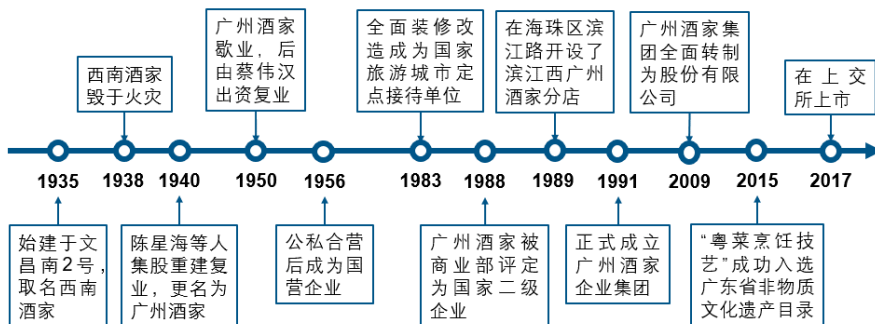 西南酒家
毁于火灾
广州酒家
歇业，后
由蔡伟汉
出资复业
全面装修改
造成为国家
旅游城市定
点接待单位
在海珠区滨
江路开设了
滨江西广州
酒家分店
广州酒家集
团全面转制
为股份有限
公司
在上交
所上市
1935
1938
1940
1950
1956
1983
1988
1989
1991
2009
2015
2017
始建于文
昌南2号，
取名西南
酒家
陈星海等人
集股重建复
业，更名为
广州酒家
公私合营
后成为国
营企业
广州酒家被
商业部评定
为国家二级
企业
正式成立
广州酒家
企业集团
“粤菜烹饪技
艺”成功入选
广东省非物质
文化遗产目录